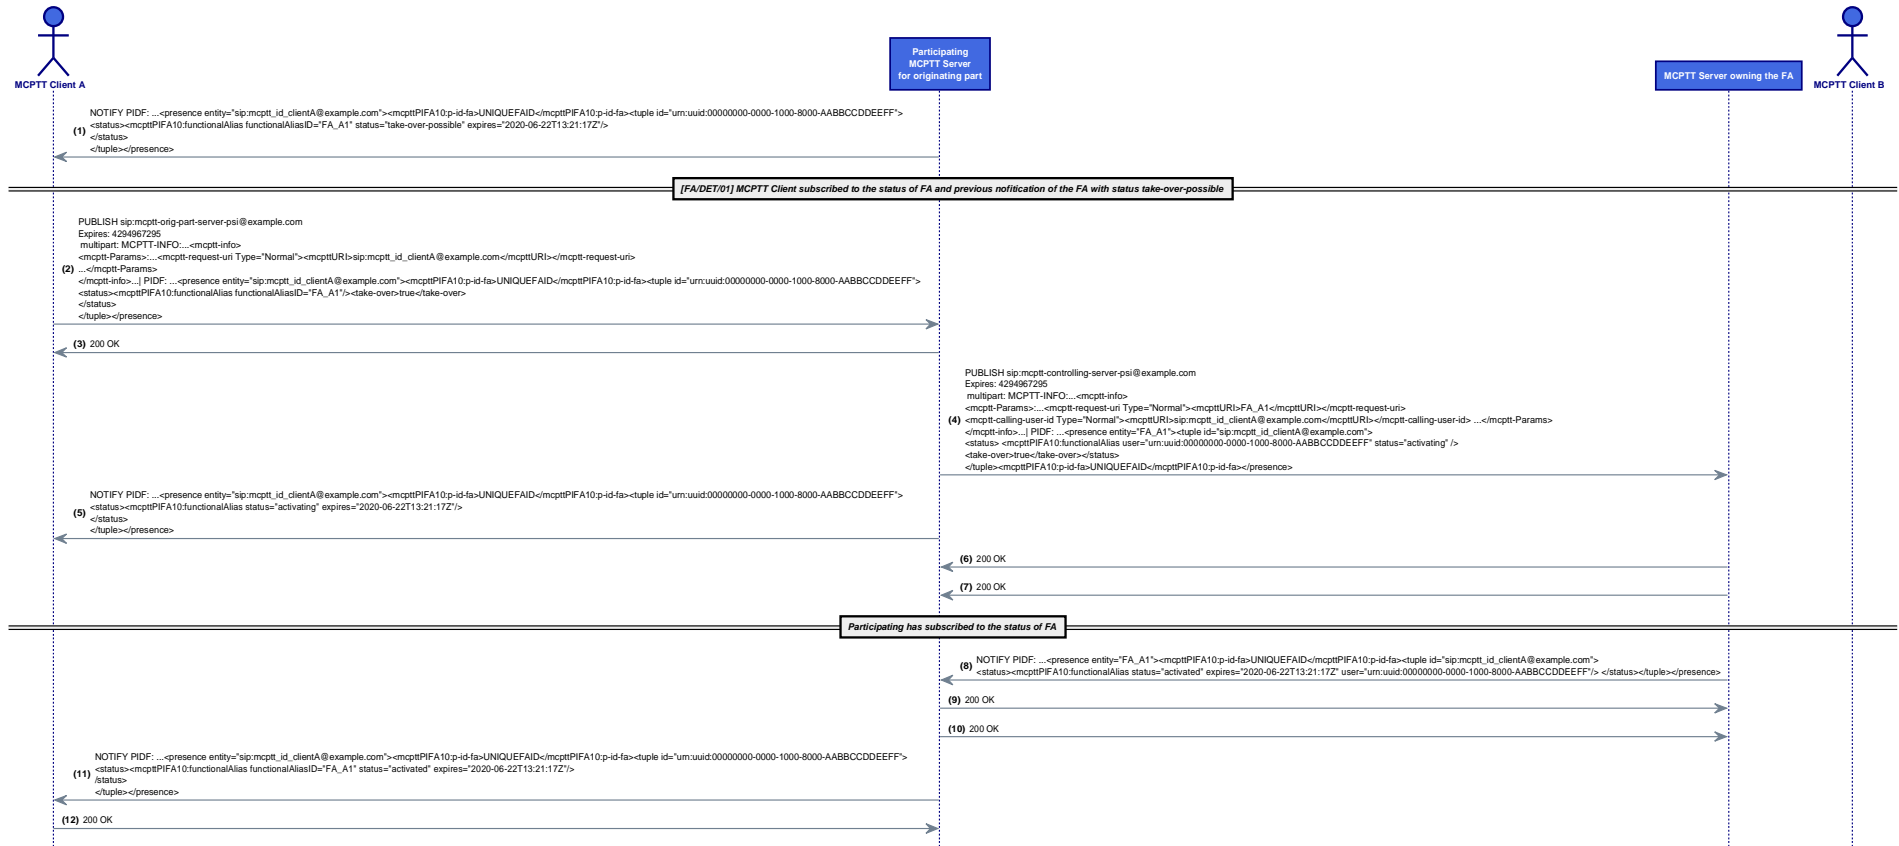 MCPTT Client A
Participating
MCPTT Server
for originating part
MCPTT Server owning the FA
MCPTT Client B
NOTIFY PIDF: ...<presence entity="sip:mcptt_id_clientA@example.com"><mcpttPIFA10:p-id-fa>UNIQUEFAID</mcpttPIFA10:p-id-fa><tuple id="urn:uuid:00000000-0000-1000-8000-AABBCCDDEEFF">
(1) <status><mcpttPIFA10:functionalAlias functionalAliasID="FA_A1" status="take-over-possible" expires="2020-06-22T13:21:17Z"/>
</status>
</tuple></presence>
[FA/DET/01] MCPTT Client subscribed to the status of FA and previous nofitication of the FA with status take-over-possible
PUBLISH sip:mcptt-orig-part-server-psi@example.com
Expires: 4294967295
multipart: MCPTT-INFO:...<mcptt-info>
<mcptt-Params>:...<mcptt-request-uri Type="Normal"><mcpttURI>sip:mcptt_id_clientA@example.com</mcpttURI></mcptt-request-uri>
(2) ...</mcptt-Params>
</mcptt-info>...| PIDF: ...<presence entity="sip:mcptt_id_clientA@example.com"><mcpttPIFA10:p-id-fa>UNIQUEFAID</mcpttPIFA10:p-id-fa><tuple id="urn:uuid:00000000-0000-1000-8000-AABBCCDDEEFF">
<status><mcpttPIFA10:functionalAlias functionalAliasID="FA_A1"/><take-over>true</take-over>
</status>
</tuple></presence>
(3) 200 OK
PUBLISH sip:mcptt-controlling-server-psi@example.com
Expires: 4294967295
multipart: MCPTT-INFO:...<mcptt-info>
<mcptt-Params>:...<mcptt-request-uri Type="Normal"><mcpttURI>FA_A1</mcpttURI></mcptt-request-uri>
(4) <mcptt-calling-user-id Type="Normal"><mcpttURI>sip:mcptt_id_clientA@example.com</mcpttURI></mcptt-calling-user-id> ...</mcptt-Params>
</mcptt-info>...| PIDF: ...<presence entity="FA_A1"><tuple id="sip:mcptt_id_clientA@example.com">
<status> <mcpttPIFA10:functionalAlias user="urn:uuid:00000000-0000-1000-8000-AABBCCDDEEFF" status="activating" />
<take-over>true</take-over></status>
</tuple><mcpttPIFA10:p-id-fa>UNIQUEFAID</mcpttPIFA10:p-id-fa></presence>
NOTIFY PIDF: ...<presence entity="sip:mcptt_id_clientA@example.com"><mcpttPIFA10:p-id-fa>UNIQUEFAID</mcpttPIFA10:p-id-fa><tuple id="urn:uuid:00000000-0000-1000-8000-AABBCCDDEEFF">
<status><mcpttPIFA10:functionalAlias status="activating" expires="2020-06-22T13:21:17Z"/>
(5) </status>
</tuple></presence>
(6) 200 OK
(7) 200 OK
Participating has subscribed to the status of FA
NOTIFY PIDF: ...<presence entity="FA_A1"><mcpttPIFA10:p-id-fa>UNIQUEFAID</mcpttPIFA10:p-id-fa><tuple id="sip:mcptt_id_clientA@example.com">
(8) <status><mcpttPIFA10:functionalAlias status="activated" expires="2020-06-22T13:21:17Z" user="urn:uuid:00000000-0000-1000-8000-AABBCCDDEEFF"/> </status></tuple></presence>
(9) 200 OK
(10) 200 OK
NOTIFY PIDF: ...<presence entity="sip:mcptt_id_clientA@example.com"><mcpttPIFA10:p-id-fa>UNIQUEFAID</mcpttPIFA10:p-id-fa><tuple id="urn:uuid:00000000-0000-1000-8000-AABBCCDDEEFF">
(11) <status><mcpttPIFA10:functionalAlias functionalAliasID="FA_A1" status="activated" expires="2020-06-22T13:21:17Z"/>
/status>
</tuple></presence>
(12) 200 OK